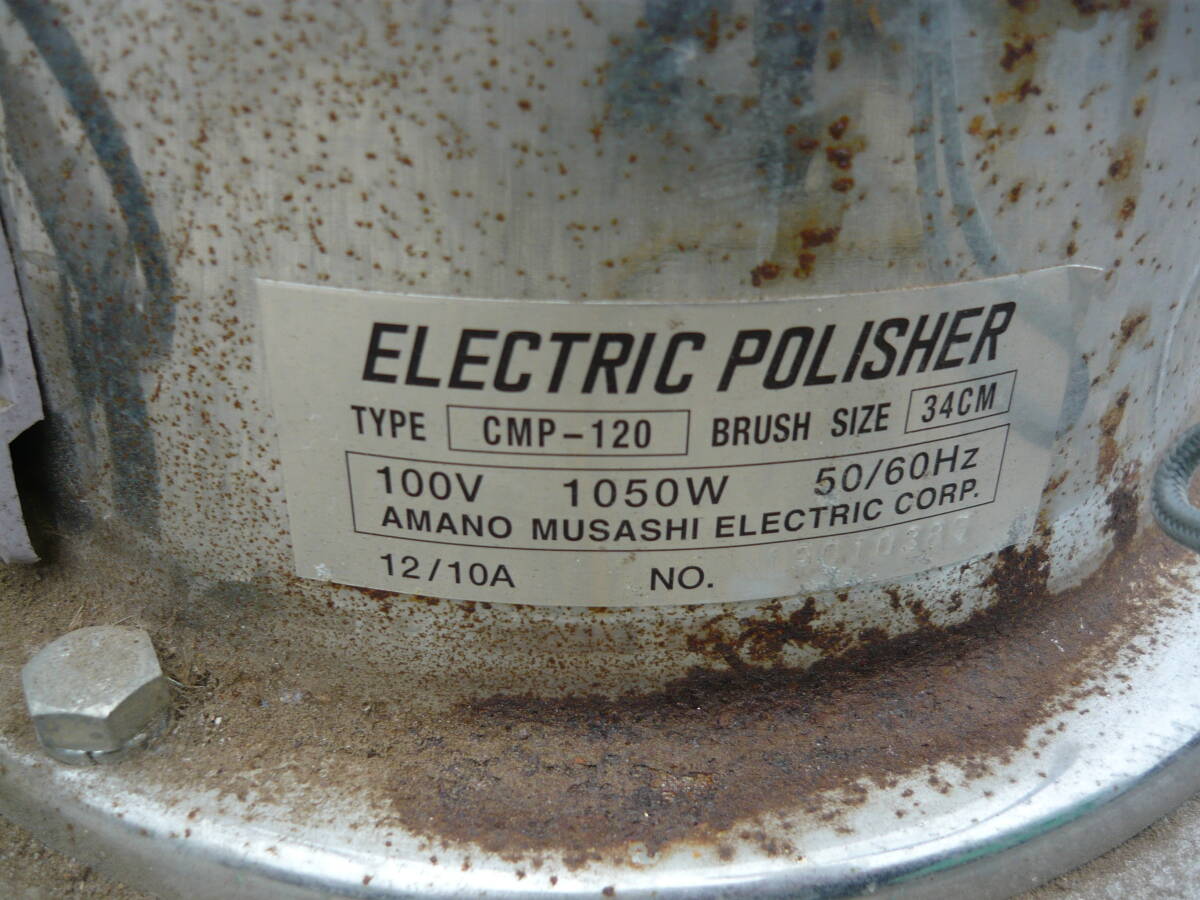 ELECTRIC POLISHER
TYPE CMP-120 BRUSH SIZE 34CM
100V 1050W 50/60Hz
AMANO MUSASHI ELECTRIC CORP.
12/10A NO.